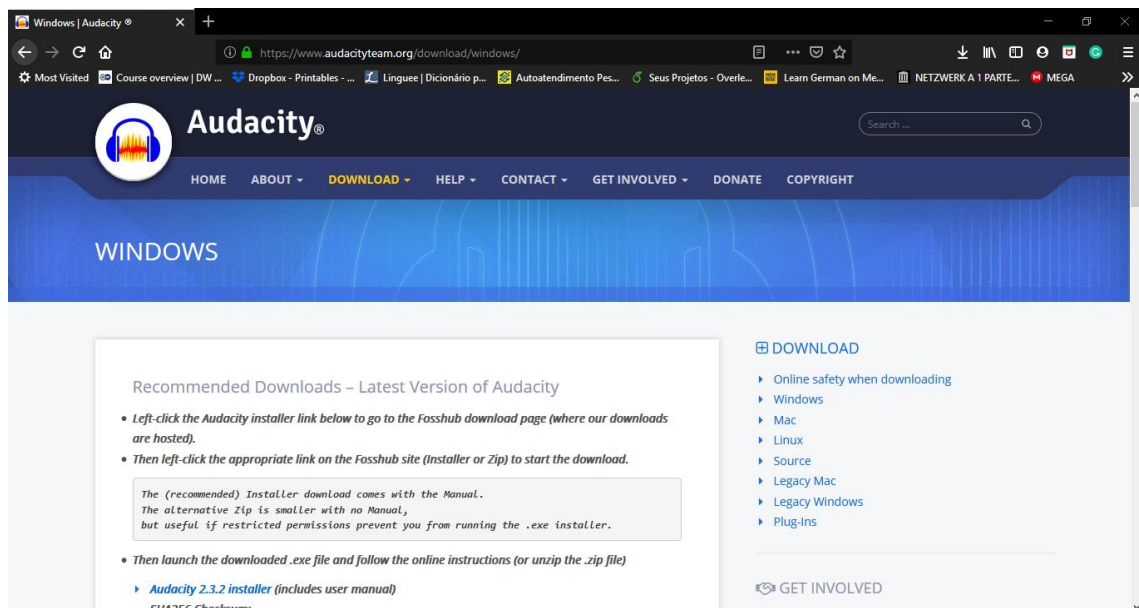 Windows | Audacity ®
https://www.audacityteam.org/download/windows/
Most Visited Course overview | DW ... Dropbox - Printables - ... Linguee | Dicionário p... Autoatendimento Pes... Seus Projetos - Overle... Learn German on Me... NETZWERK A 1 PARTE... MEGA
Audacity®
Search ...
HOME ABOUT DOWNLOAD HELP CONTACT GET INVOLVED DONATE COPYRIGHT
WINDOWS
Recommended Downloads – Latest Version of Audacity
• Left-click the Audacity installer link below to go to the Fosshub download page (where our downloads
are hosted).
• Then left-click the appropriate link on the Fosshub site (Installer or Zip) to start the download.
The (recommended) Installer download comes with the Manual.
The alternative Zip is smaller with no Manual,
but useful if restricted permissions prevent you from running the .exe installer.
• Then launch the downloaded .exe file and follow the online instructions (or unzip the .zip file)
Audacity 2.3.2 installer (includes user manual)
DOWNLOAD
Online safety when downloading
Windows
Mac
Linux
Source
Legacy Mac
Legacy Windows
Plug-Ins
GET INVOLVED